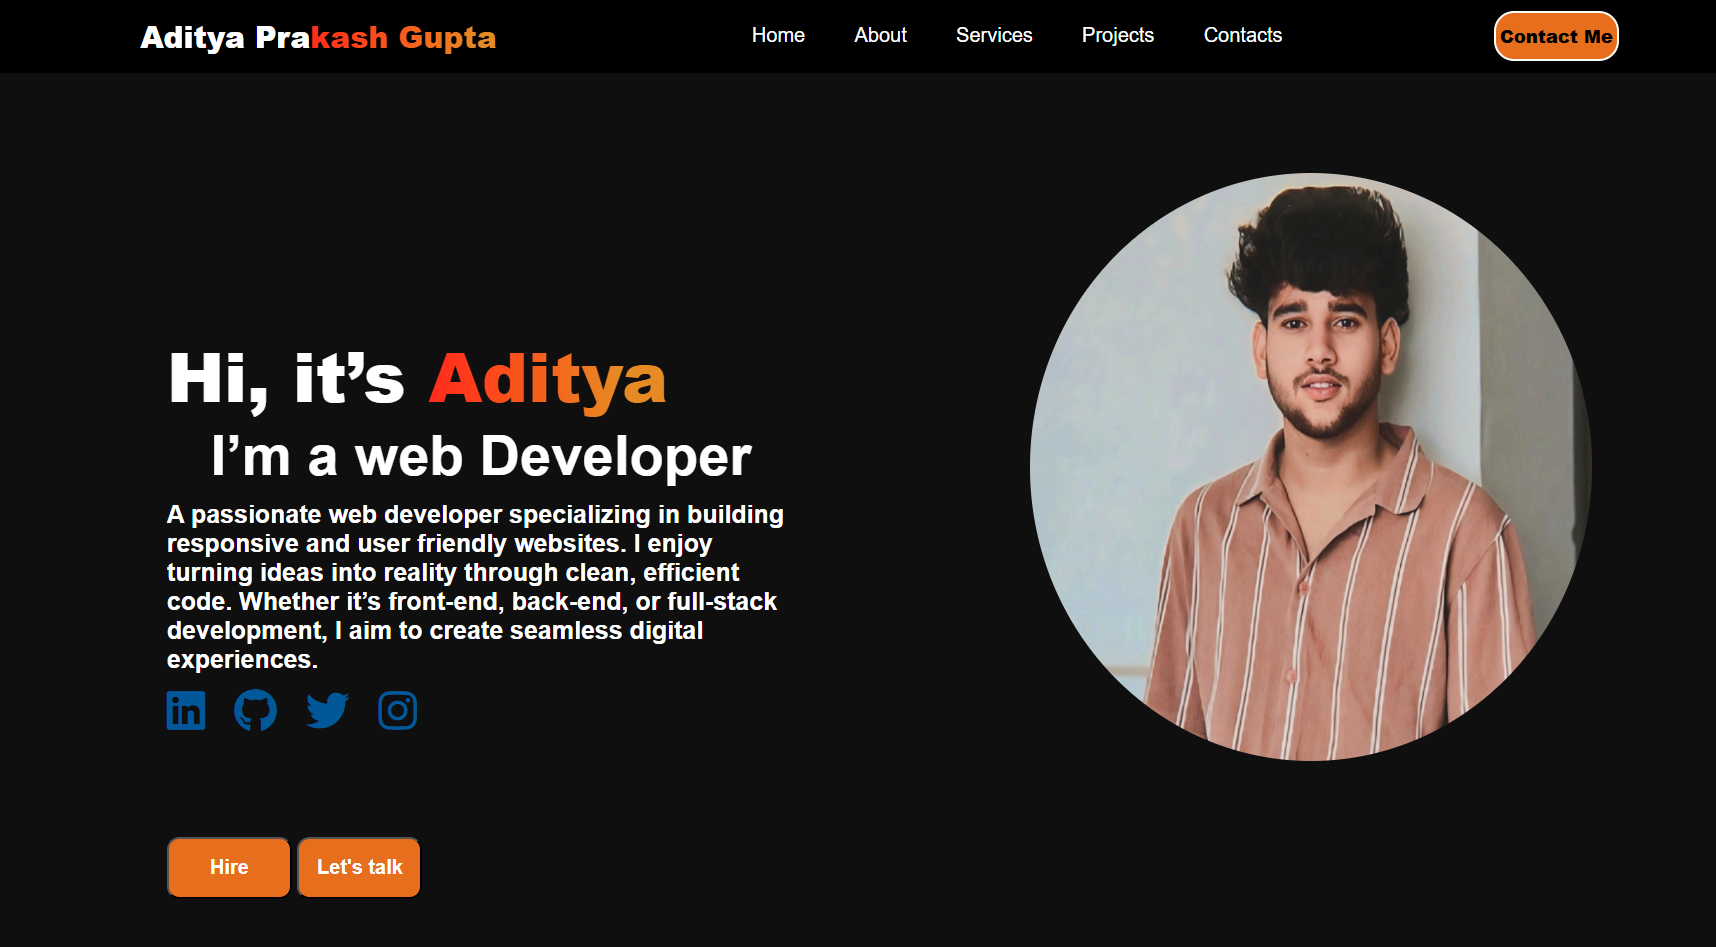 Aditya Prakash Gupta
Home About Services Projects Contacts
Contact Me
Hi, it’s Aditya
I’m a web Developer
A passionate web developer specializing in building
responsive and user friendly websites. I enjoy
turning ideas into reality through clean, efficient
code. Whether it’s front-end, back-end, or full-stack
development, I aim to create seamless digital
experiences.
Hire
Let's talk